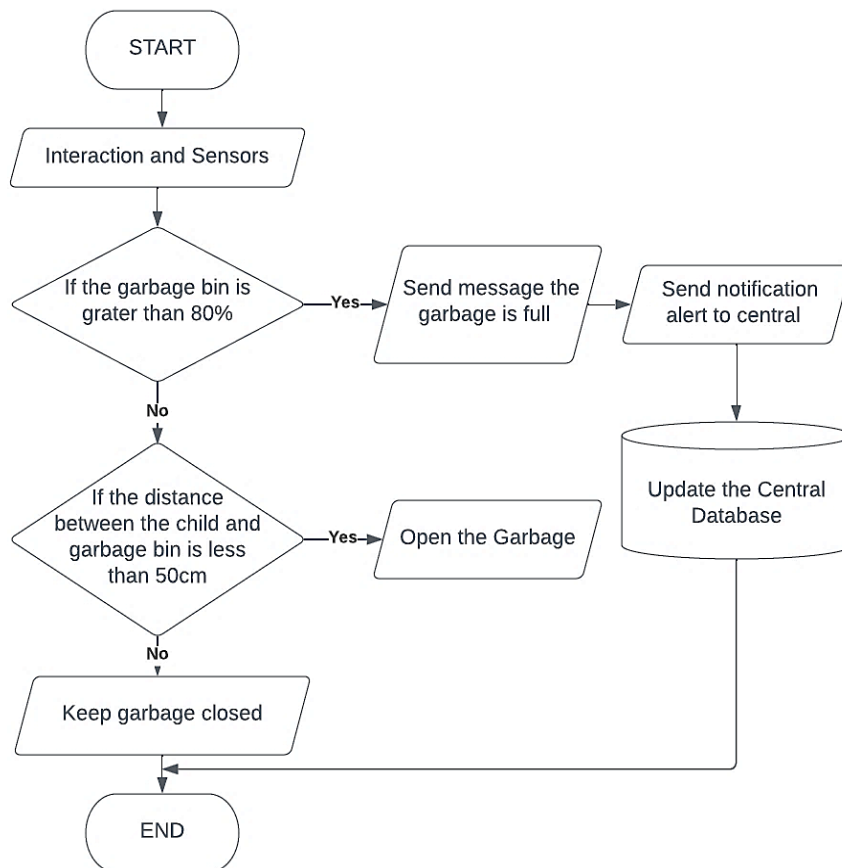 START
Interaction and Sensors
If the garbage bin is
grater than 80%
Yes
Send message the
garbage is full
Send notification
alert to central
No
Update the Central
Database
If the distance
between the child and
garbage bin is less
than 50cm
Yes
Open the Garbage
No
Keep garbage closed
END